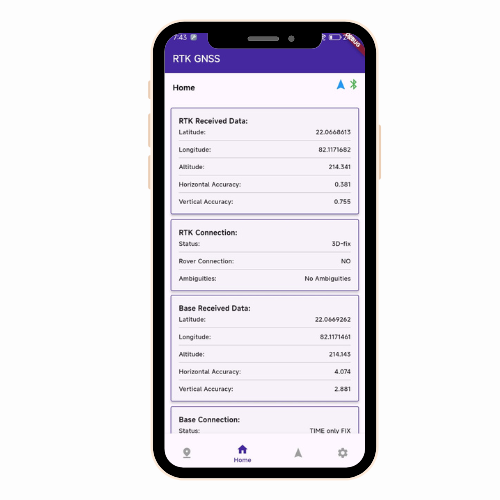 7:43
RTK GNSS
Home
RTK Received Data:
Latitude: 22.0668613
Longitude: 82.1171682
Altitude: 214.341
Horizontal Accuracy: 0.381
Vertical Accuracy: 0.755
RTK Connection:
Status: 3D-fix
Rover Connection: NO
Ambiguities: No Ambiguities
Base Received Data:
Latitude: 22.0669262
Longitude: 82.1171461
Altitude: 214.143
Horizontal Accuracy: 4.074
Vertical Accuracy: 2.881
Base Connection:
Status: TIME only FIX
Home